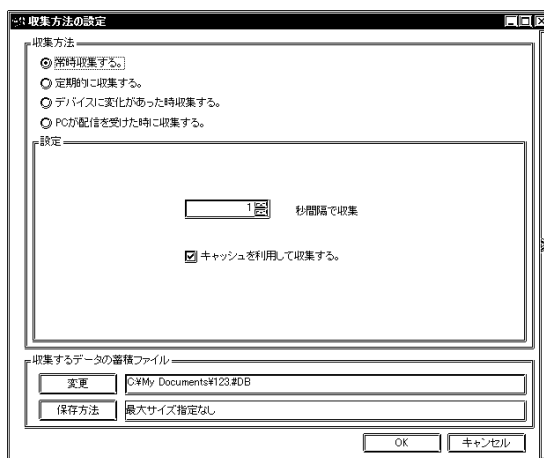 収集方法の設定
収集方法
常時収集する。
定期的に収集する。
デバイスに変化があった時収集する。
PCが配信を受けた時に収集する。
設定
1 秒間隔で収集
キャッシュを利用して収集する。
収集するデータの蓄積ファイル
変更 C:¥My Documents¥123.#DB
保存方法 最大サイズ指定なし
OK キャンセル